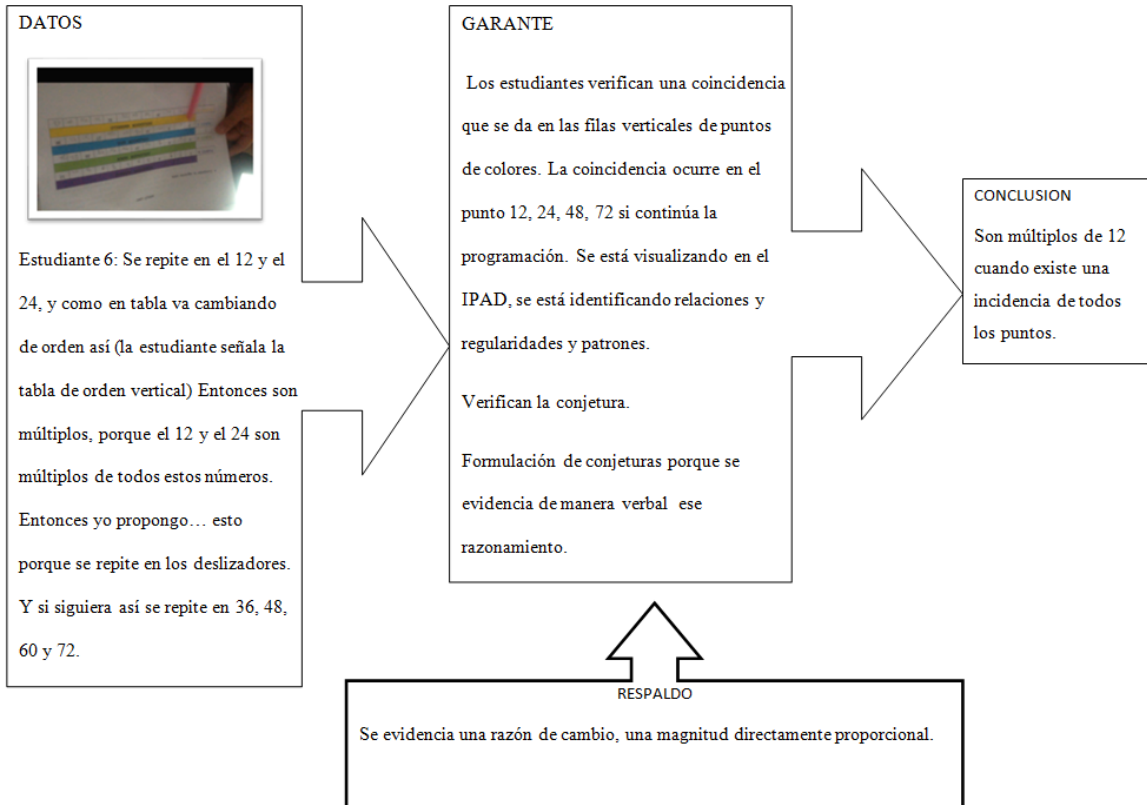 DATOS
Estudiante 6: Se repite en el 12 y el
24, y como en tabla va cambiando
de orden así (la estudiante señala la
tabla de orden vertical) Entonces son
múltiplos, porque el 12 y el 24 son
múltiplos de todos estos números.
Entonces yo propongo… esto
porque se repite en los deslizadores.
Y si siguiera así se repite en 36, 48,
60 y 72.
GARANTE
Los estudiantes verifican una coincidencia
que se da en las filas verticales de puntos
de colores. La coincidencia ocurre en el
punto 12, 24, 48, 72 si continúa la
programación. Se está visualizando en el
IPAD, se está identificando relaciones y
regularidades y patrones.
Verifican la conjetura.
Formulación de conjeturas porque se
evidencia de manera verbal ese
razonamiento.
CONCLUSION
Son múltiplos de 12
cuando existe una
incidencia de todos
los puntos.
RESPALDO
Se evidencia una razón de cambio, una magnitud directamente proporcional.